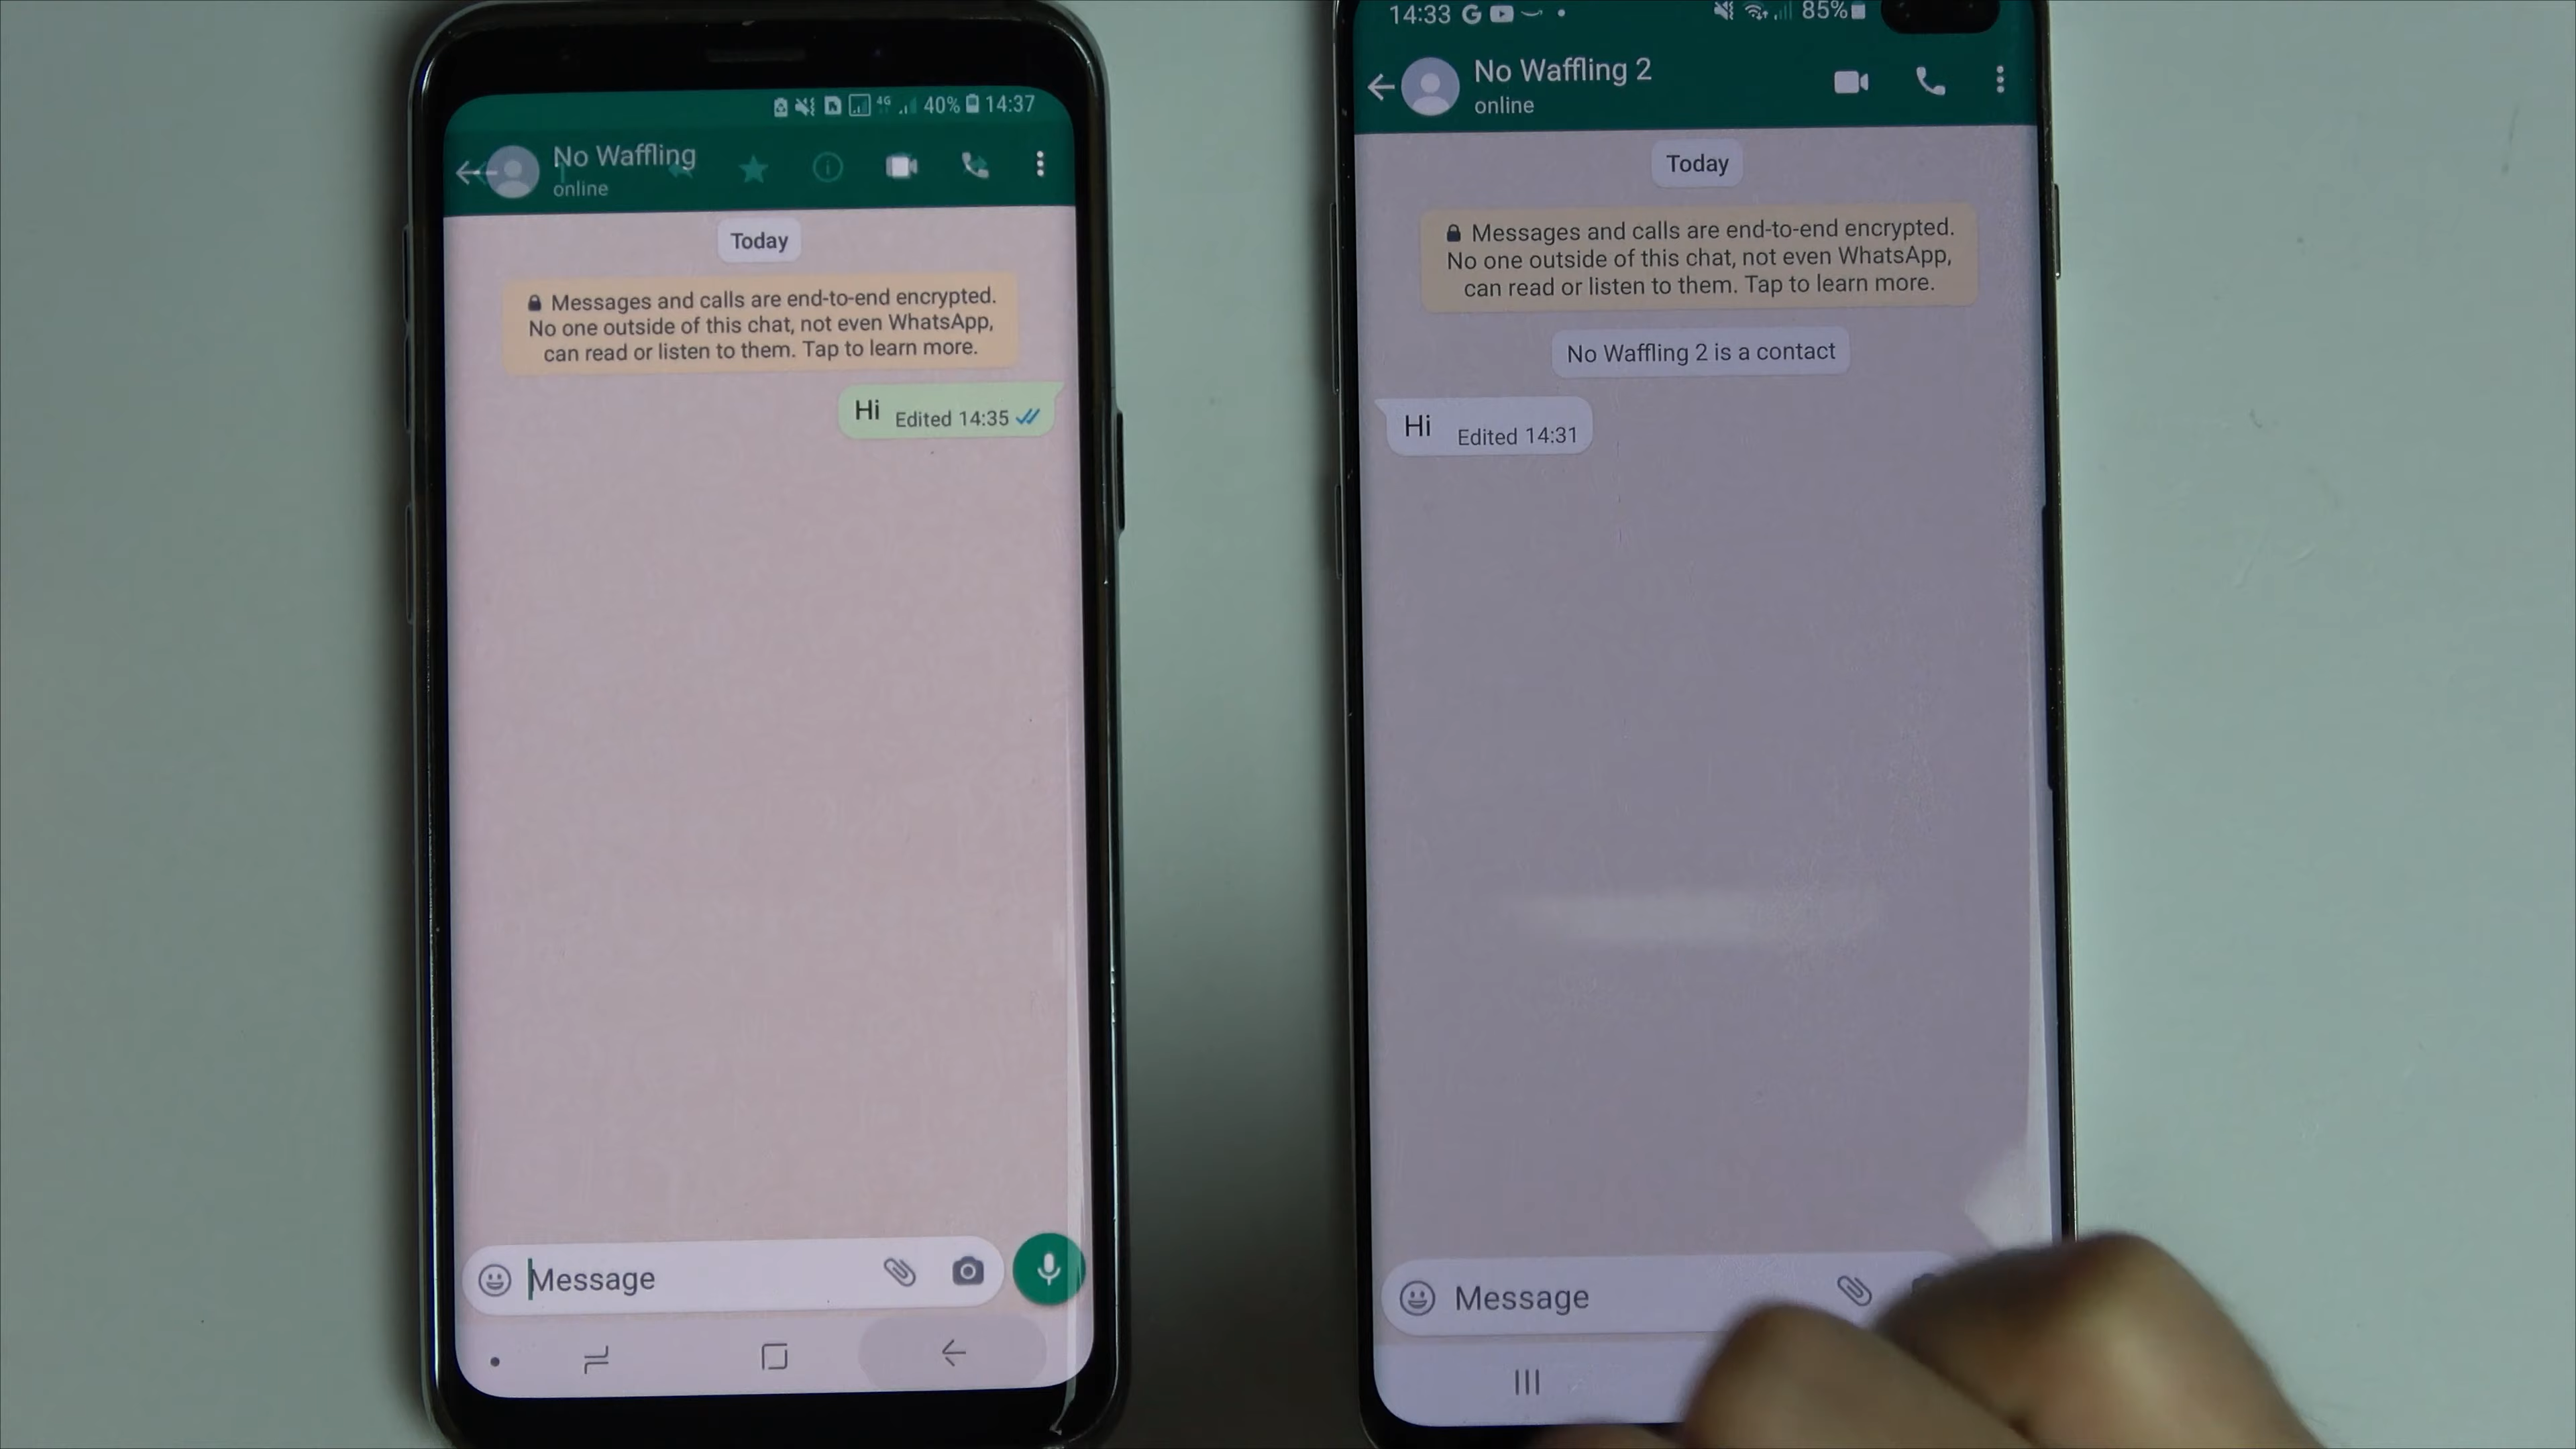 4G 40% 14:37
No Waffling
online
Today
Messages and calls are end-to-end encrypted.
No one outside of this chat, not even WhatsApp,
can read or listen to them. Tap to learn more.
Hi Edited 14:35
Message
14:33 G 85%
No Waffling 2
online
Today
Messages and calls are end-to-end encrypted.
No one outside of this chat, not even WhatsApp,
can read or listen to them. Tap to learn more.
No Waffling 2 is a contact
Hi Edited 14:31
Message